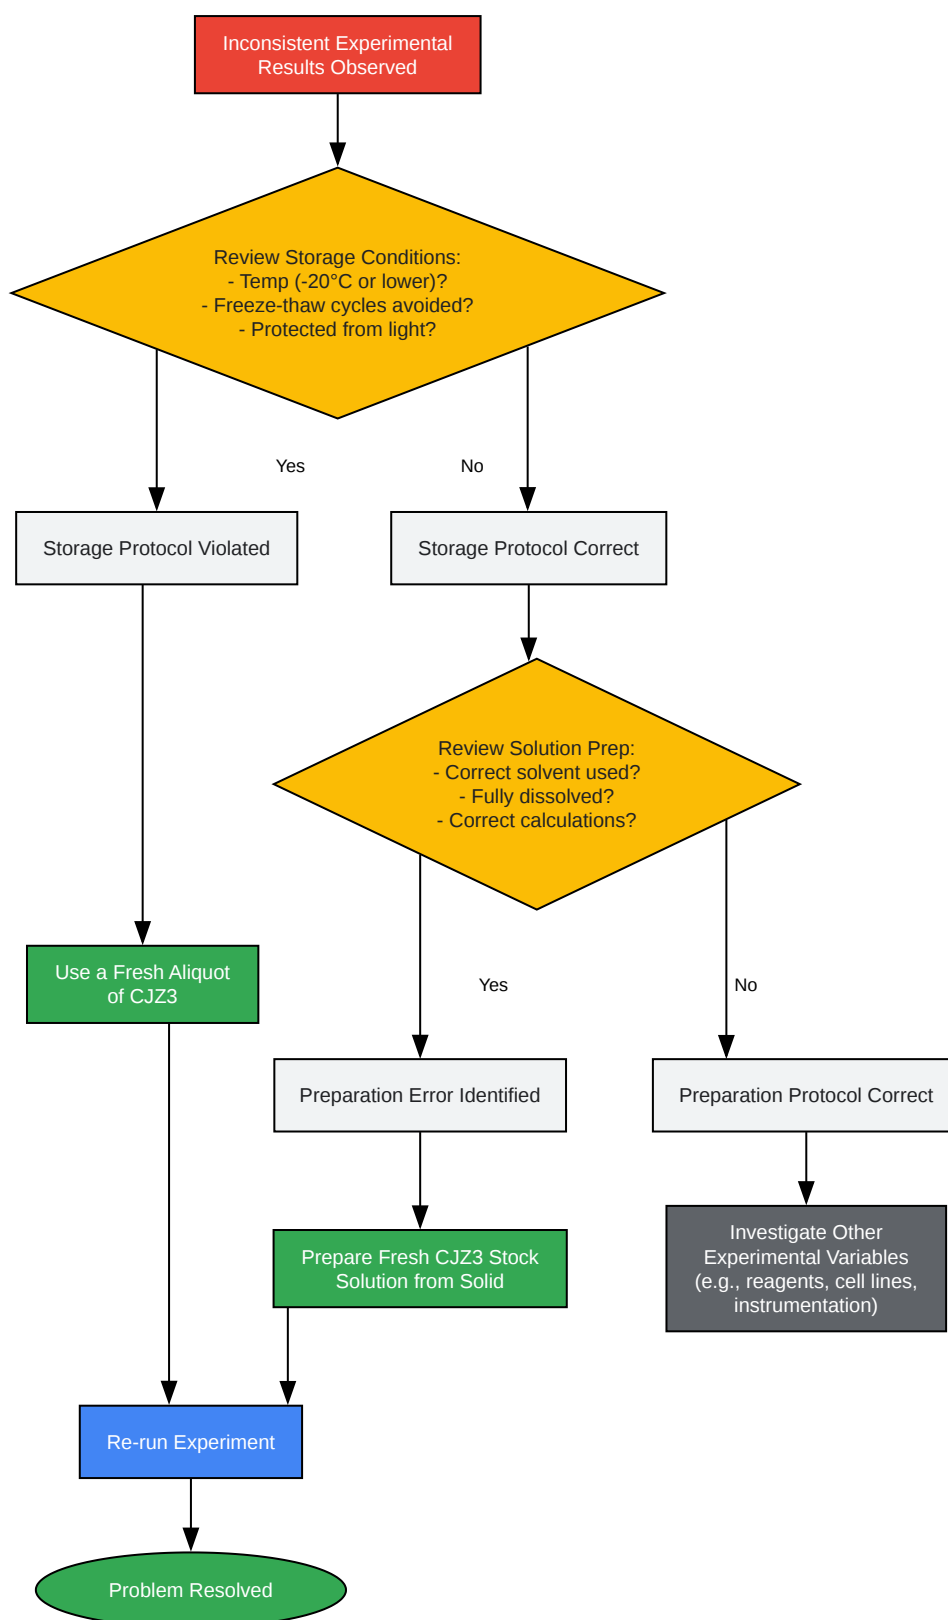 Inconsistent Experimental
Results Observed
Review Storage Conditions:
- Temp (-20°C or lower)?
- Freeze-thaw cycles avoided?
- Protected from light?
Yes
No
Storage Protocol Violated
Storage Protocol Correct
Review Solution Prep:
- Correct solvent used?
- Fully dissolved?
- Correct calculations?
Use a Fresh Aliquot
of CJZ3
Yes
No
Preparation Error Identified
Preparation Protocol Correct
Prepare Fresh CJZ3 Stock
Solution from Solid
Investigate Other
Experimental Variables
(e.g., reagents, cell lines,
instrumentation)
Re-run Experiment
Problem Resolved